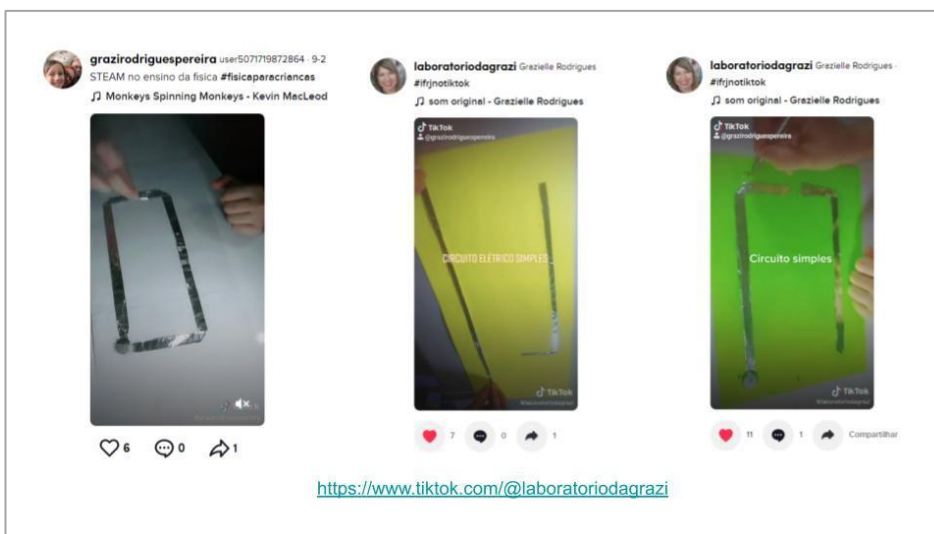 grazirodriguespereira user5071719872864 · 9-2
STEAM no ensino da fisica #fisicaparacriancas
Monkeys Spinning Monkeys - Kevin MacLeod
6
0
1
laboratoriodagrazi Grazielle Rodrigues
#ifrjnotiktok
som original - Grazielle Rodrigues
TikTok
@grazirodriguespereira
CIRCUITO ELÉTRICO SIMPLES
TikTok
7
0
1
laboratoriodagrazi Grazielle Rodrigues ·
#ifrjnotiktok
som original - Grazielle Rodrigues
TikTok
@grazirodriguespereira
Circuito simples
TikTok
11
1
Compartilhar
https://www.tiktok.com/@laboratoriodagrazi